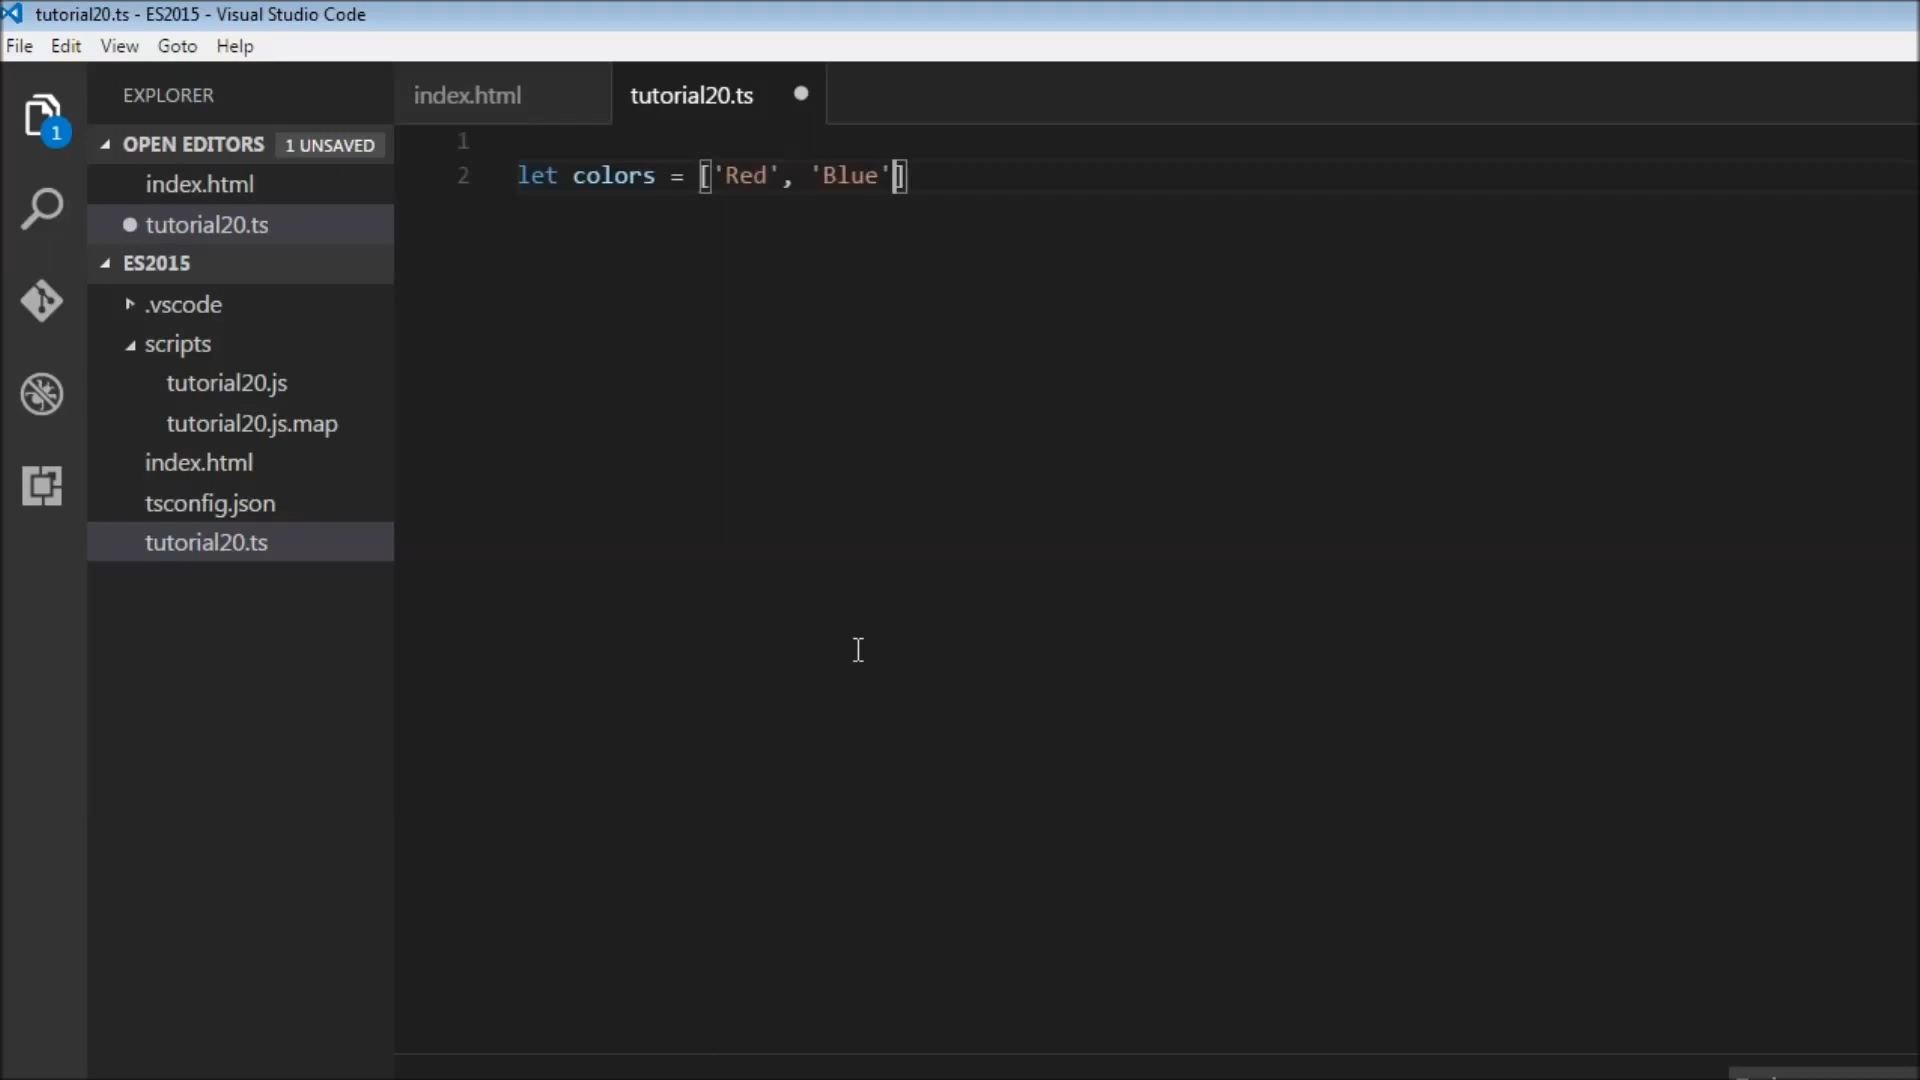 tutorial20.ts - ES2015 - Visual Studio Code
File Edit View Goto Help
EXPLORER
OPEN EDITORS 1 UNSAVED
index.html
tutorial20.ts
ES2015
.vscode
scripts
tutorial20.js
tutorial20.js.map
index.html
tsconfig.json
tutorial20.ts
1
index.html tutorial20.ts
1
2 let colors = ['Red', 'Blue']